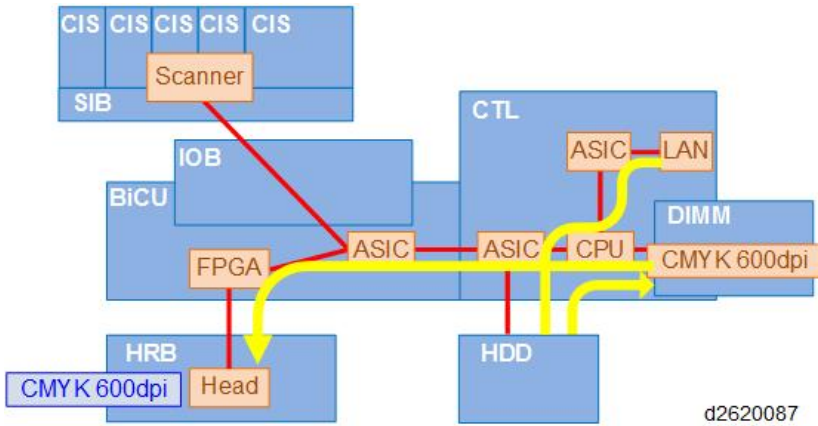 CIS CIS CIS CIS CIS
Scanner
SIB
CTL
IOB
ASIC LAN
BiCU
DIMM
ASIC ASIC CPU CMYK 600dpi
FPGA
HRB HDD
CMYK 600dpi Head
d2620087